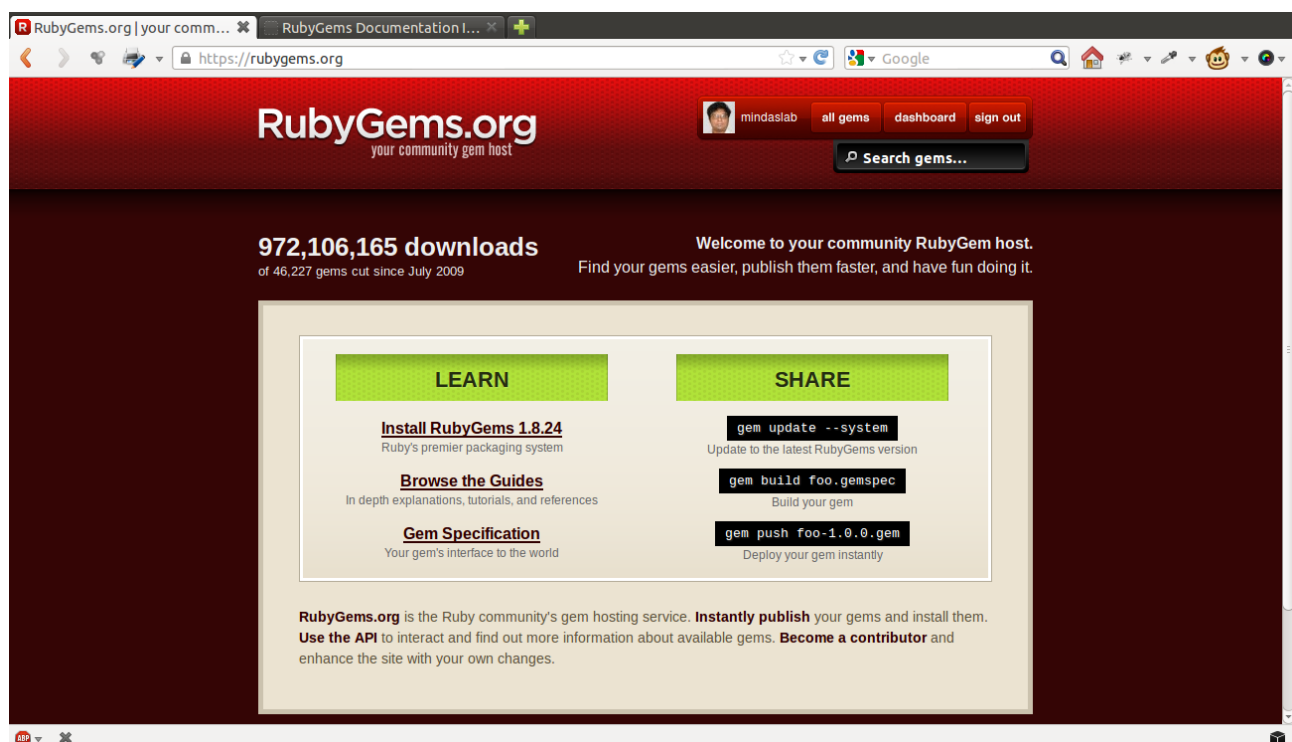 RubyGems.org | your comm...
RubyGems Documentation I...
https://rubygems.org
Google
RubyGems.org
your community gem host
mindaslab
all gems
dashboard
sign out
Search gems...
972,106,165 downloads
of 46,227 gems cut since July 2009
Welcome to your community RubyGem host.
Find your gems easier, publish them faster, and have fun doing it.
LEARN
Install RubyGems 1.8.24
Ruby's premier packaging system
Browse the Guides
In depth explanations, tutorials, and references
Gem Specification
Your gem's interface to the world
SHARE
gem update --system
Update to the latest RubyGems version
gem build foo.gemspec
Build your gem
gem push foo-1.0.0.gem
Deploy your gem instantly
RubyGems.org is the Ruby community's gem hosting service. Instantly publish your gems and install them.
Use the API to interact and find out more information about available gems. Become a contributor and
enhance the site with your own changes.
ABP